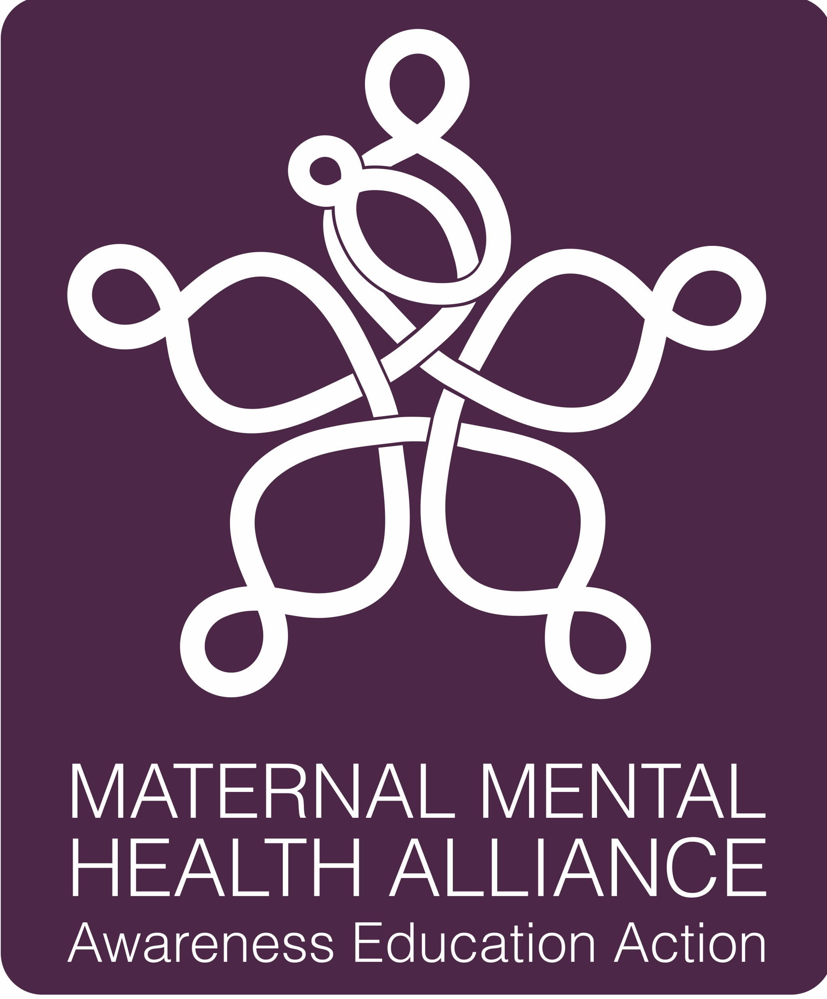 MATERNAL MENTAL
HEALTH ALLIANCE
Awareness Education Action